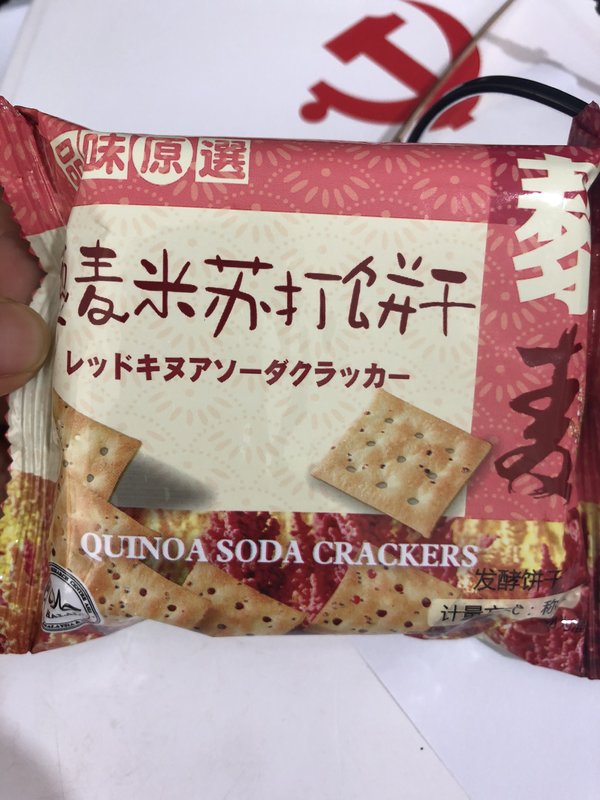 品味原選
麦米苏打饼干
レッドキヌアソーダクラッカー
麦
QUINOA SODA CRACKERS
发酵饼干